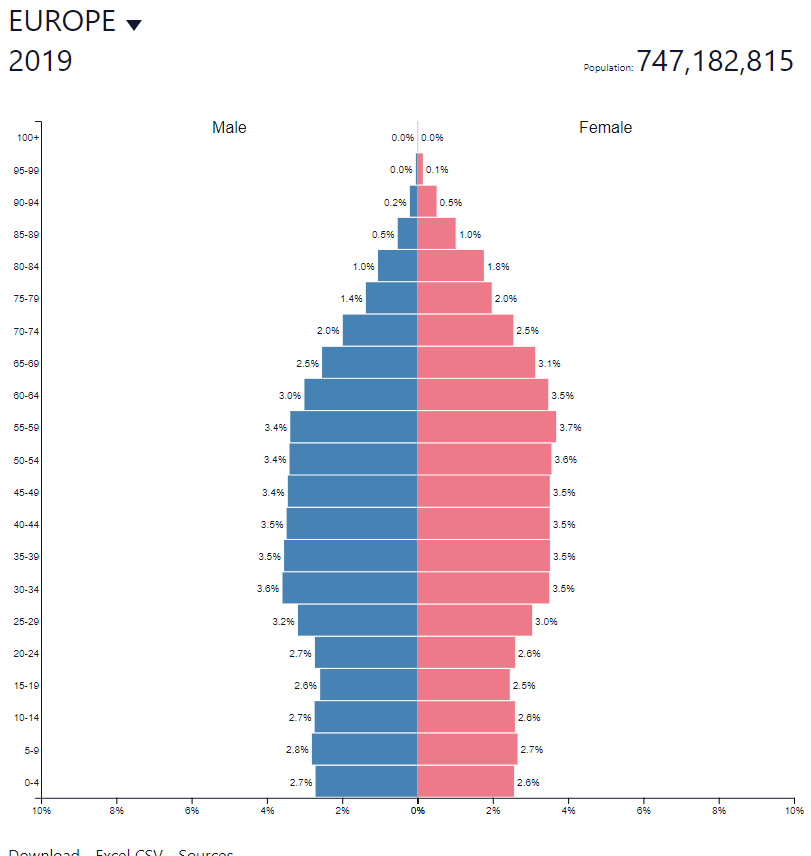 EUROPE
2019
Population: 747,182,815
Male Female
100+ 0.0% 0.0%
95-99 0.0% 0.1%
90-94 0.2% 0.5%
85-89 0.5% 1.0%
80-84 1.0% 1.8%
75-79 1.4% 2.0%
70-74 2.0% 2.5%
65-69 2.5% 3.1%
60-64 3.0% 3.5%
55-59 3.4% 3.7%
50-54 3.4% 3.6%
45-49 3.4% 3.5%
40-44 3.5% 3.5%
35-39 3.5% 3.5%
30-34 3.6% 3.5%
25-29 3.2% 3.0%
20-24 2.7% 2.6%
15-19 2.6% 2.5%
10-14 2.7% 2.6%
5-9 2.8% 2.7%
0-4 2.7% 2.6%
10% 8% 6% 4% 2% 0% 2% 4% 6% 8% 10%
Download Excel CSV Sources